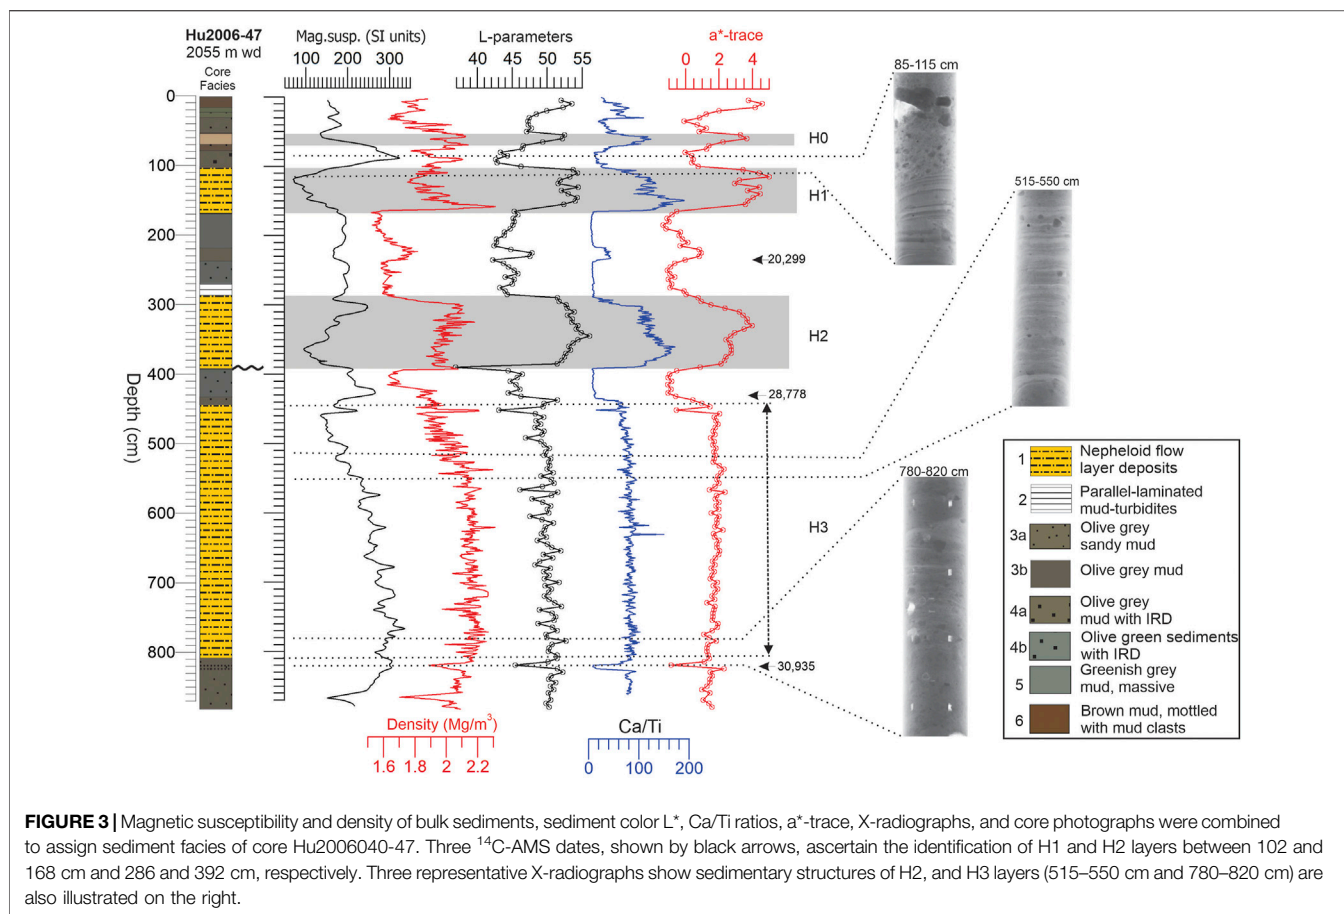 Hu2006-47
2055 m wd
Core
Facies
Mag.susp. (SI units)
100 200 300
L-parameters
40 45 50 55
a*-trace
0 2 4
85-115 cm
515-550 cm
780-820 cm
Depth (cm)
0
100
200
300
400
500
600
700
800
H0
H1
20,299
H2
28,778
H3
30,935
Density (Mg/m³)
1.6 1.8 2 2.2
Ca/Ti
0 100 200
1 Nepheloid flow
layer deposits
2 Parallel-laminated
mud-turbidites
3a Olive grey
sandy mud
3b Olive grey mud
4a Olive grey
mud with IRD
4b Olive green sediments
with IRD
5 Greenish grey
mud, massive
6 Brown mud, mottled
with mud clasts
FIGURE 3 | Magnetic susceptibility and density of bulk sediments, sediment color L*, Ca/Ti ratios, a*-trace, X-radiographs, and core photographs were combined
to assign sediment facies of core Hu2006040-47. Three ¹⁴C-AMS dates, shown by black arrows, ascertain the identification of H1 and H2 layers between 102 and
168 cm and 286 and 392 cm, respectively. Three representative X-radiographs show sedimentary structures of H2, and H3 layers (515–550 cm and 780–820 cm) are
also illustrated on the right.